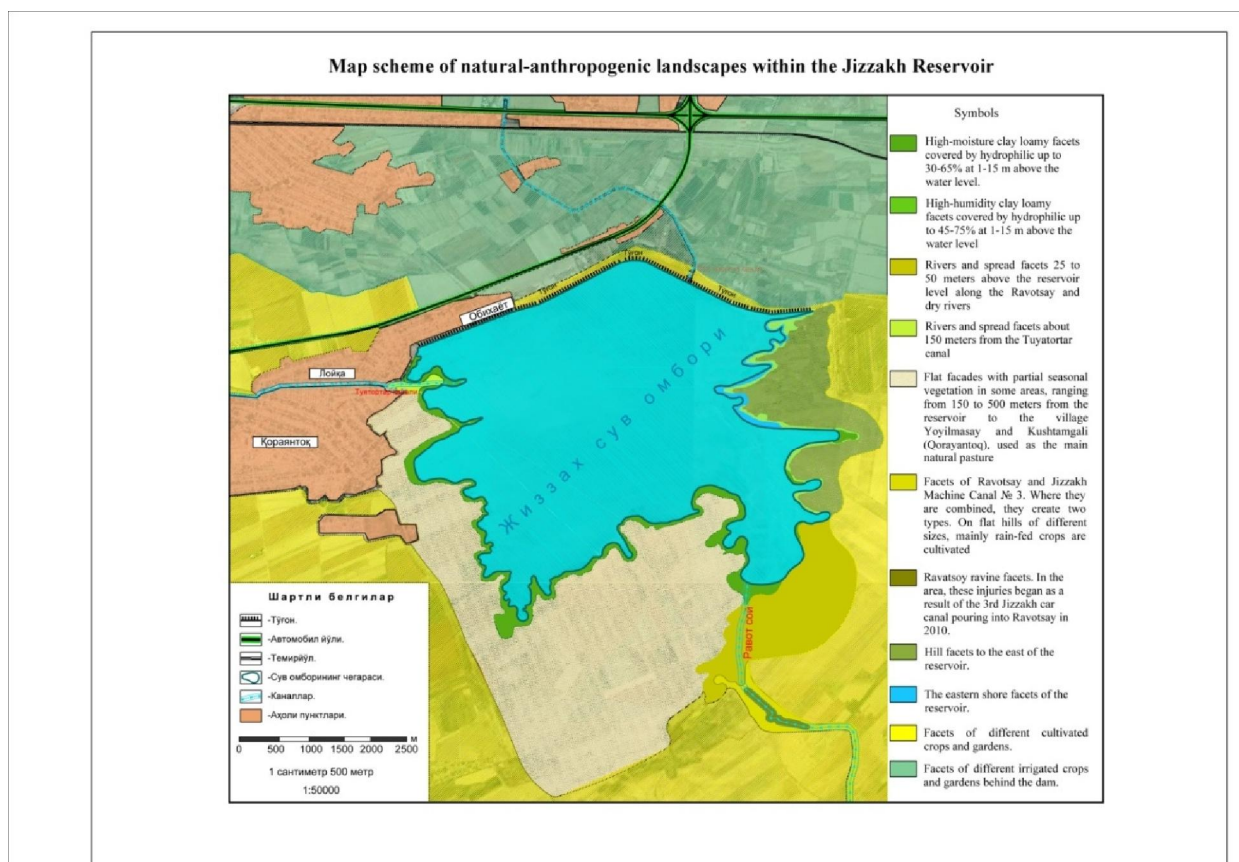 Map scheme of natural-anthropogenic landscapes within the Jizzakh Reservoir
Тўғон
Тўғон
Тўғон
Обихаёт
Лойқа
Қораянтоқ
Жиззах сув омбори
Равот сой
Шартли белгилар
-Тўғон.
-Автомобил йўли.
-Темирйўл.
-Сув омборининг чегараси.
-Каналлар.
-Аҳоли пунктлари.
0 500 1000 1500 2000 2500 м
1 сантиметр 500 метр
1:50000
Symbols
High-moisture clay loamy facets
covered by hydrophilic up to
30-65% at 1-15 m above the
water level.
High-humidity clay loamy
facets covered by hydrophilic up
to 45-75% at 1-15 m above the
water level
Rivers and spread facets 25 to
50 meters above the reservoir
level along the Ravotsay and
dry rivers
Rivers and spread facets about
150 meters from the Tuyatortar
canal
Flat facades with partial seasonal
vegetation in some areas, ranging
from 150 to 500 meters from the
reservoir to the village
Yoyilmasay and Kushtamgali
(Qorayantoq), used as the main
natural pasture
Facets of Ravotsay and Jizzakh
Machine Canal № 3. Where they
are combined, they create two
types. On flat hills of different
sizes, mainly rain-fed crops are
cultivated
Ravatsoy ravine facets. In the
area, these injuries began as a
result of the 3rd Jizzakh car
canal pouring into Ravotsay in
2010.
Hill facets to the east of the
reservoir.
The eastern shore facets of the
reservoir.
Facets of different cultivated
crops and gardens.
Facets of different irrigated crops
and gardens behind the dam.